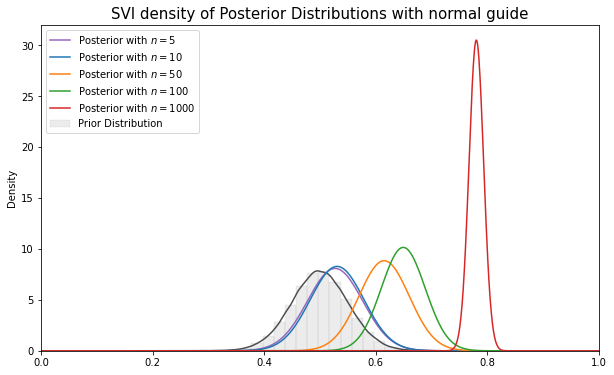 SVI density of Posterior Distributions with normal guide
Posterior with n = 5
Posterior with n = 10
Posterior with n = 50
Posterior with n = 100
Posterior with n = 1000
Prior Distribution
Density
30
25
20
15
10
5
0
0.0 0.2 0.4 0.6 0.8 1.0